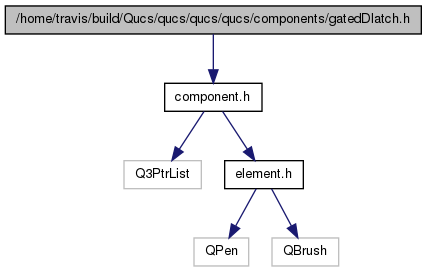 /home/travis/build/Qucs/qucs/qucs/qucs/components/gatedDlatch.h
component.h
Q3PtrList
element.h
QPen
QBrush